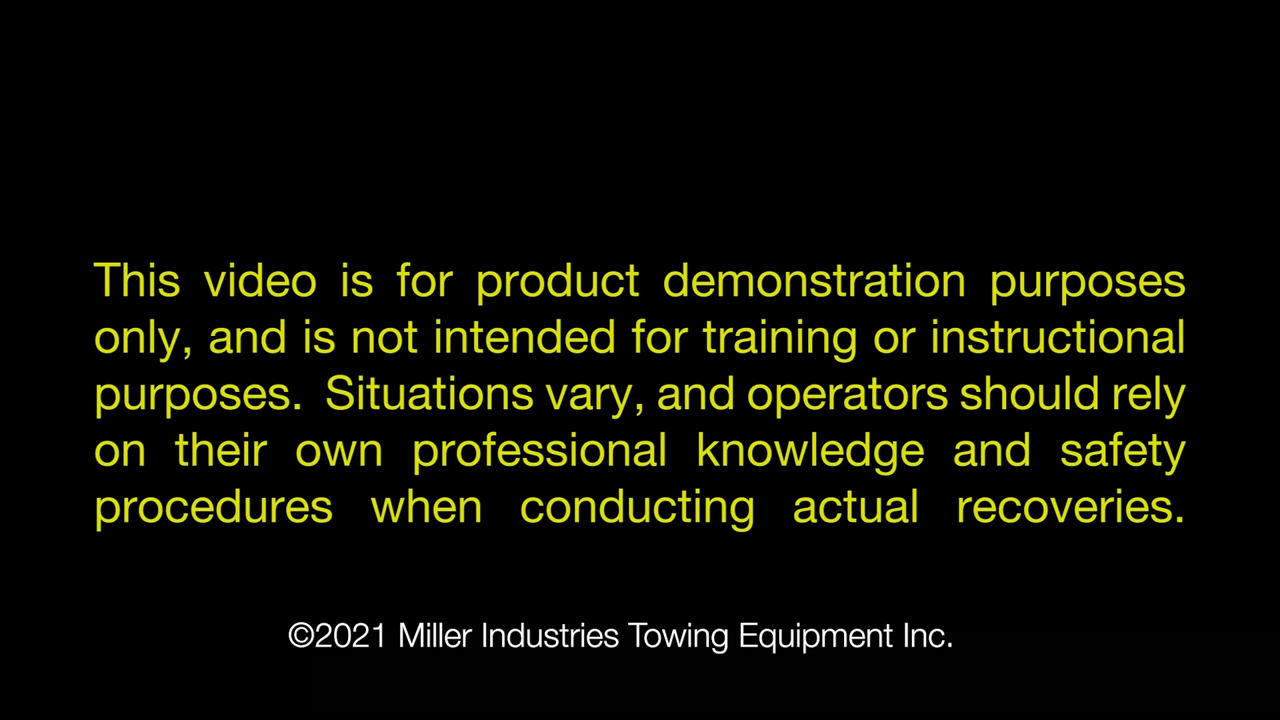 This video is for product demonstration purposes
only, and is not intended for training or instructional
purposes.  Situations vary, and operators should rely
on their own professional knowledge and safety
procedures when conducting actual recoveries.
©2021 Miller Industries Towing Equipment Inc.